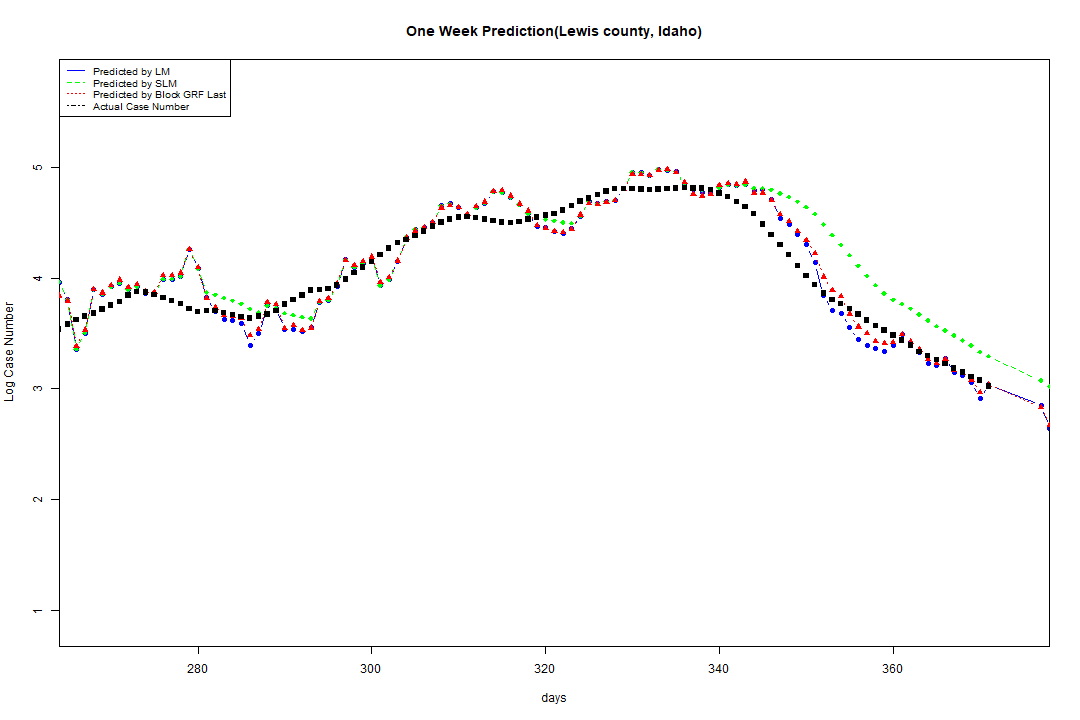 One Week Prediction(Lewis county, Idaho)
Predicted by LM
Predicted by SLM
Predicted by Block GRF Last
Actual Case Number
5
4
3
2
1
Log Case Number
280 300 320 340 360
days